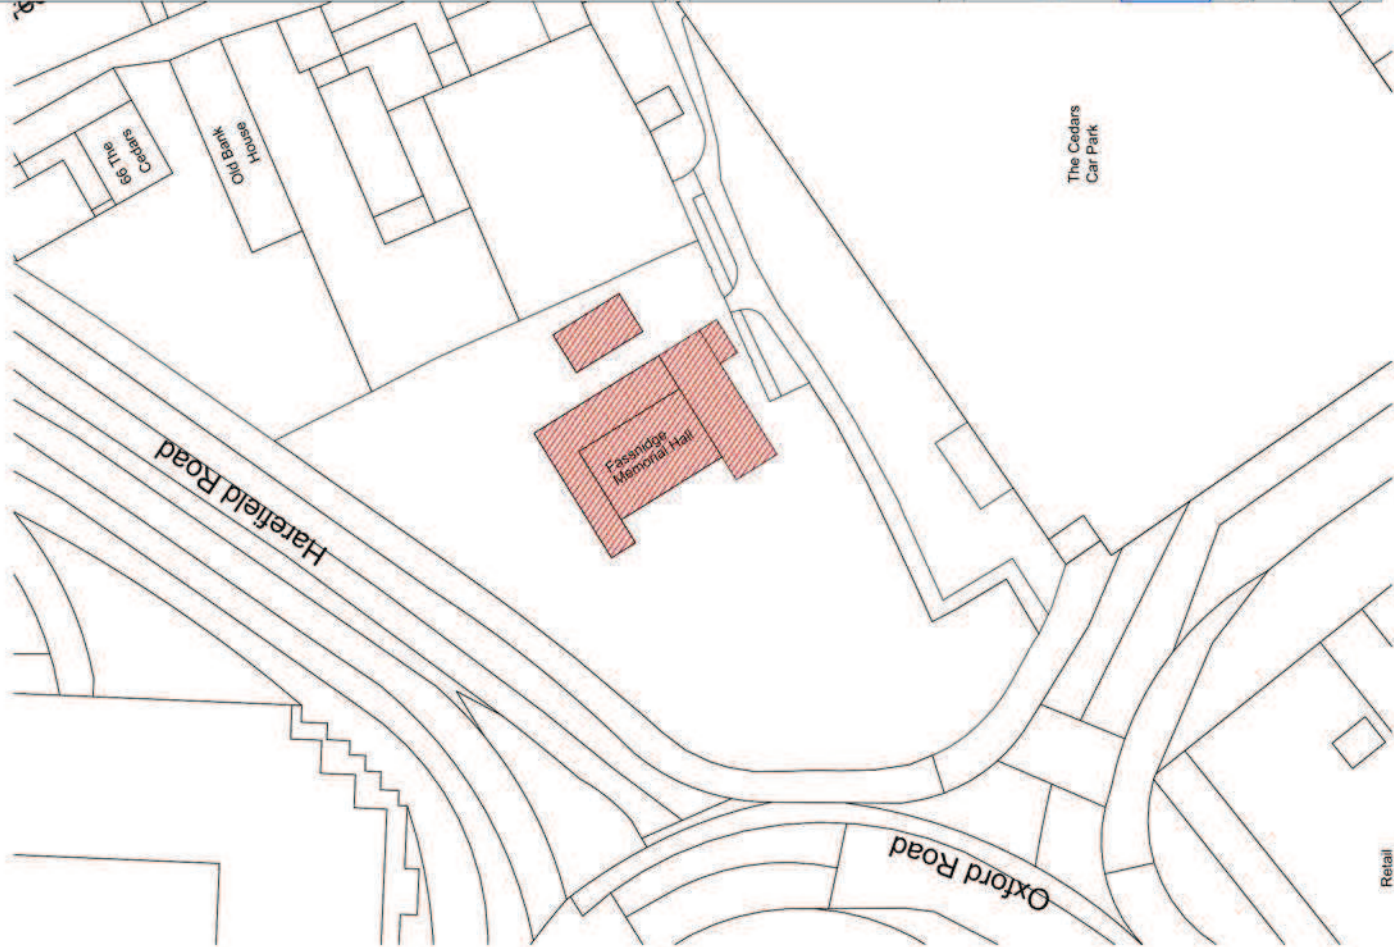 66 The
Cedars
Old Bank
House
The Cedars
Car Park
Fassnidge
Memorial Hall
Harefield Road
Oxford Road
Retail